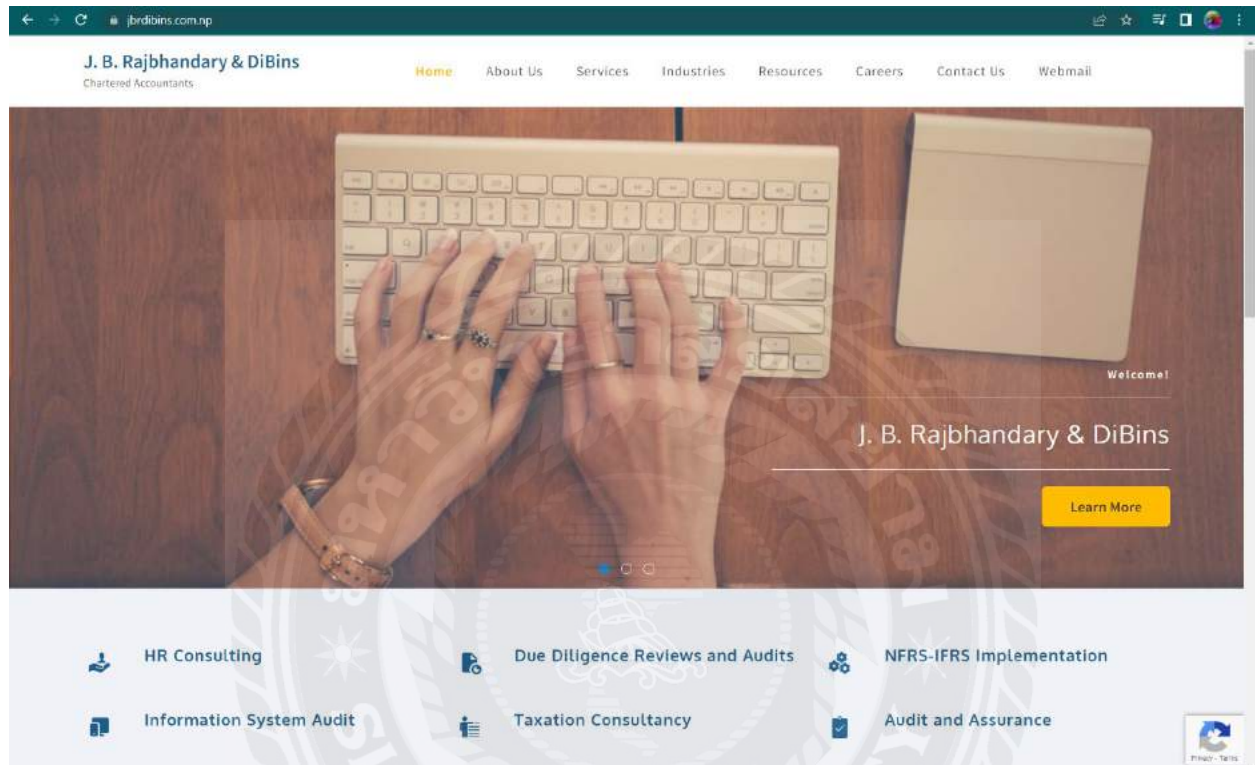 jbrdibins.com.np
J. B. Rajbhandary & DiBins
Chartered Accountants
Home About Us Services Industries Resources Careers Contact Us Webmail
Welcome!
J. B. Rajbhandary & DiBins
Learn More
HR Consulting
Due Diligence Reviews and Audits
NFRS-IFRS Implementation
Information System Audit
Taxation Consultancy
Audit and Assurance
Privacy - Terms